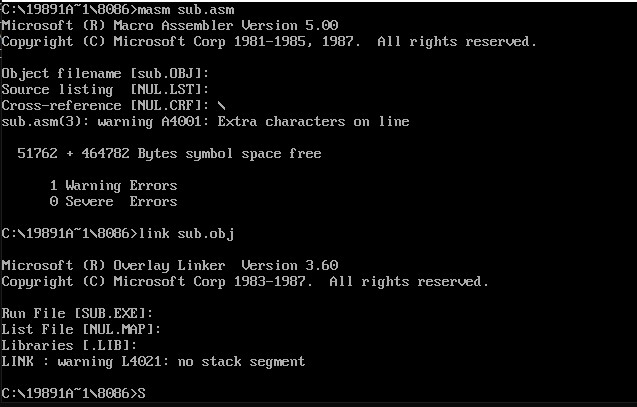 C:\19891A~1\8086>masm sub.asm
Microsoft (R) Macro Assembler Version 5.00
Copyright (C) Microsoft Corp 1981-1985, 1987.  All rights reserved.
Object filename [sub.OBJ]:
Source listing  [NUL.LST]:
Cross-reference [NUL.CRF]: \
sub.asm(3): warning A4001: Extra characters on line
51762 + 464782 Bytes symbol space free
1 Warning Errors
0 Severe  Errors
C:\19891A~1\8086>link sub.obj
Microsoft (R) Overlay Linker  Version 3.60
Copyright (C) Microsoft Corp 1983-1987.  All rights reserved.
Run File [SUB.EXE]:
List File [NUL.MAP]:
Libraries [.LIB]:
LINK : warning L4021: no stack segment
C:\19891A~1\8086>S